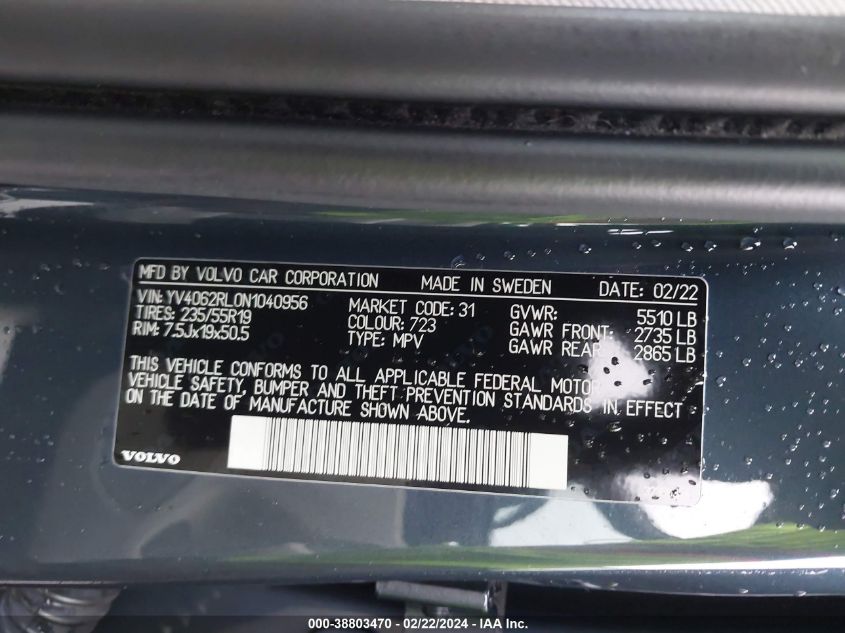 MFD BY VOLVO CAR CORPORATION MADE IN SWEDEN DATE: 02/22
VIN: YV4062RL0N1040956 MARKET CODE: 31 GVWR: 5510 LB
TIRES: 235/55R19 COLOUR: 723 GAWR FRONT: 2735 LB
RIM: 7.5Jx19x50.5 TYPE: MPV GAWR REAR: 2865 LB
THIS VEHICLE CONFORMS TO ALL APPLICABLE FEDERAL MOTOR
VEHICLE SAFETY, BUMPER AND THEFT PREVENTION STANDARDS IN EFFECT
ON THE DATE OF MANUFACTURE SHOWN ABOVE.
VOLVO
000-38803470 - 02/22/2024 - IAA Inc.